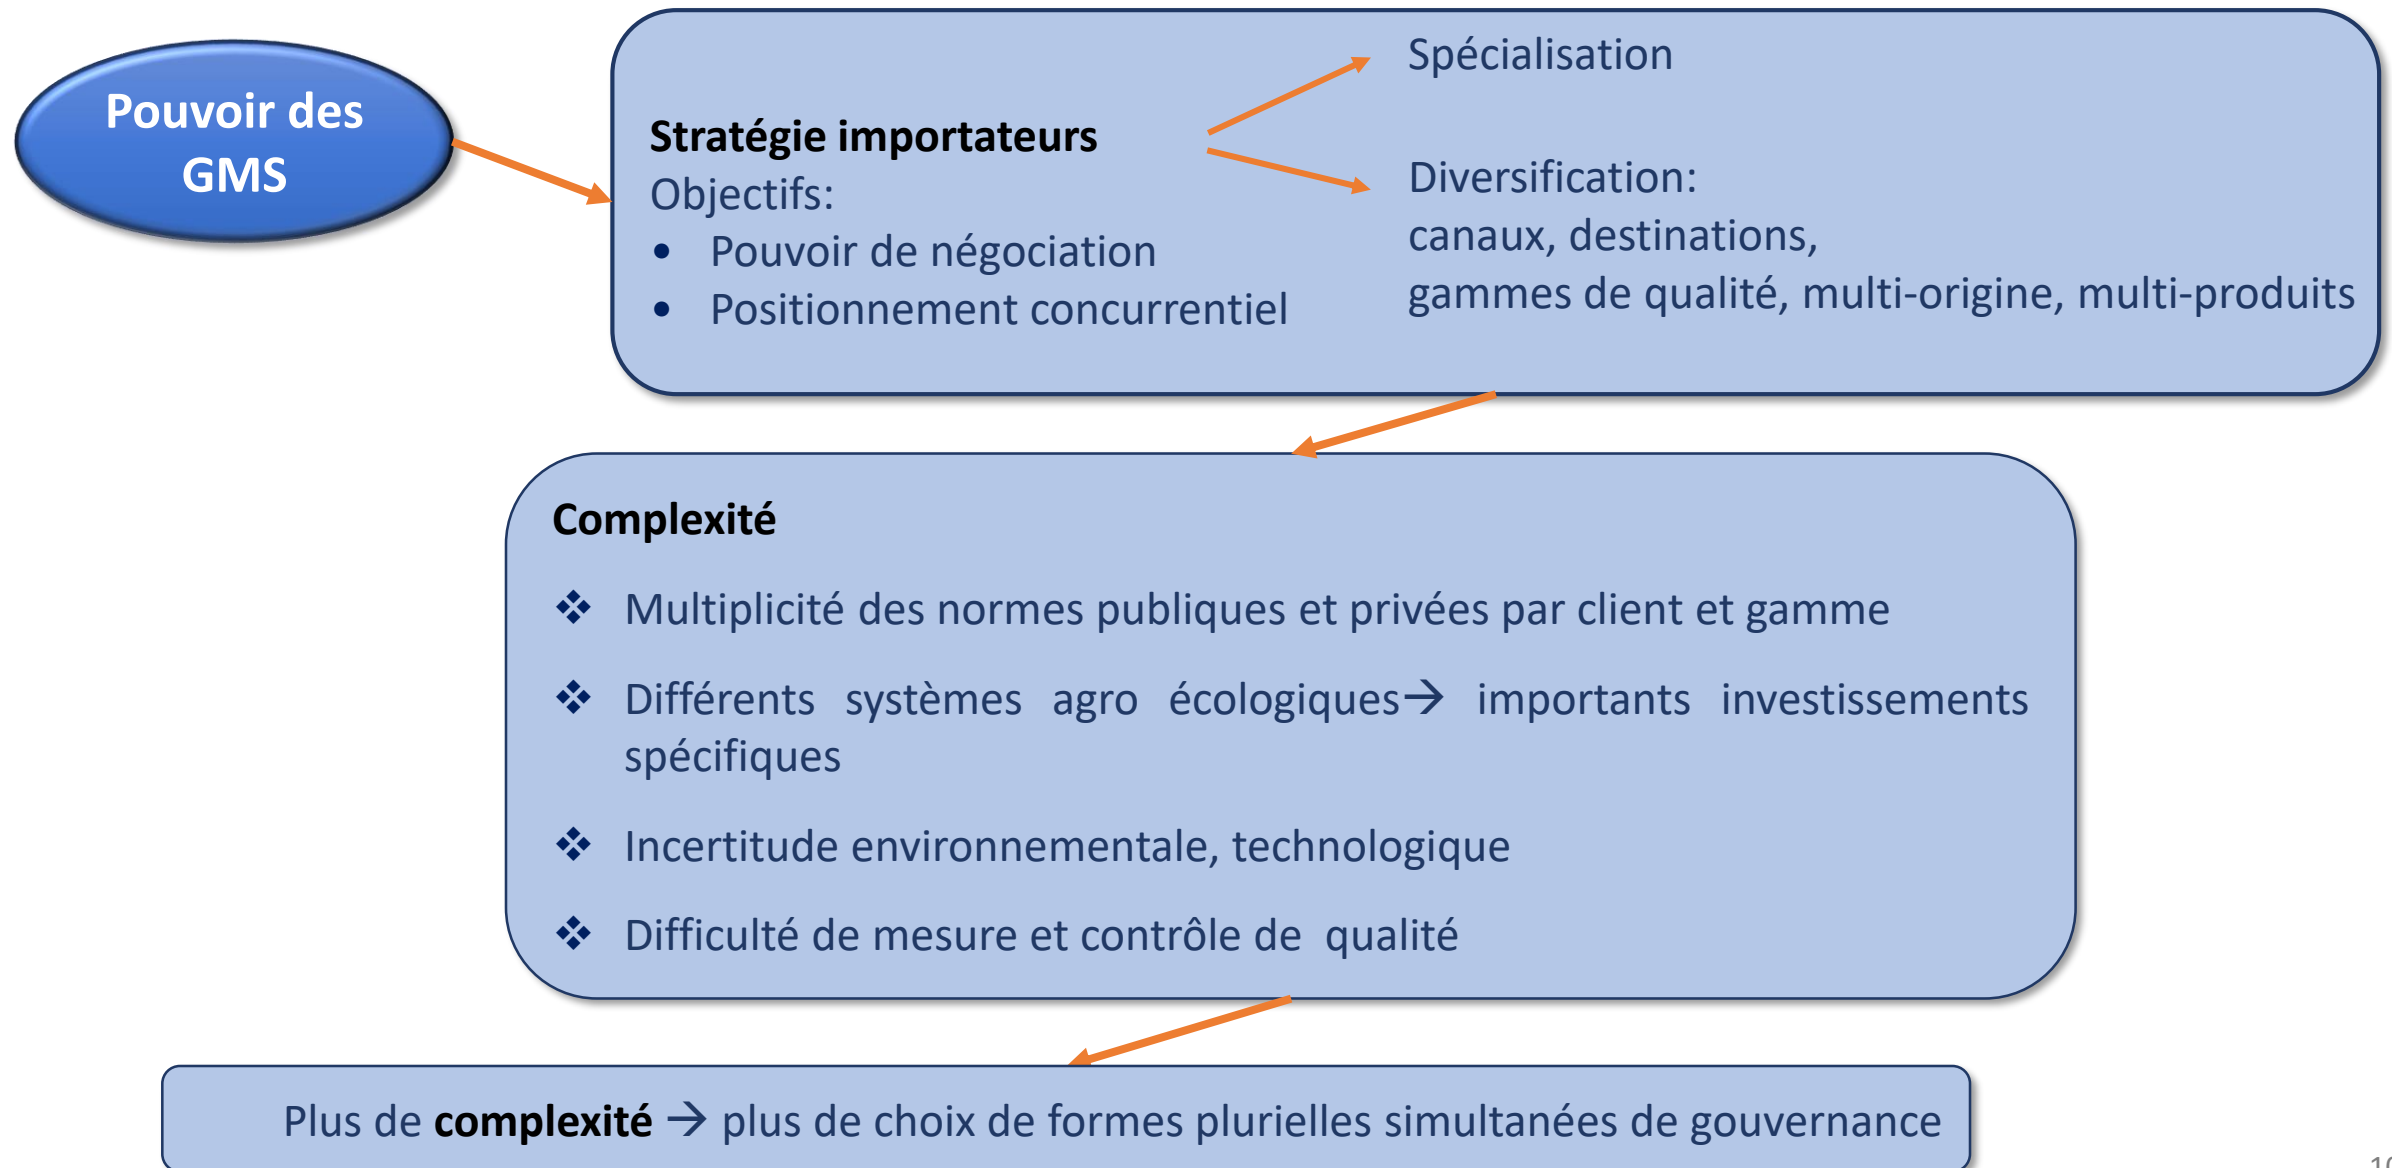 Pouvoir des
GMS
Stratégie importateurs
Objectifs:
• Pouvoir de négociation
• Positionnement concurrentiel
Spécialisation
Diversification:
canaux, destinations,
gammes de qualité, multi-origine, multi-produits
Complexité
❖ Multiplicité des normes publiques et privées par client et gamme
❖ Différents systèmes agro écologiques→ importants investissements
spécifiques
❖ Incertitude environnementale, technologique
❖ Difficulté de mesure et contrôle de qualité
Plus de complexité → plus de choix de formes plurielles simultanées de gouvernance